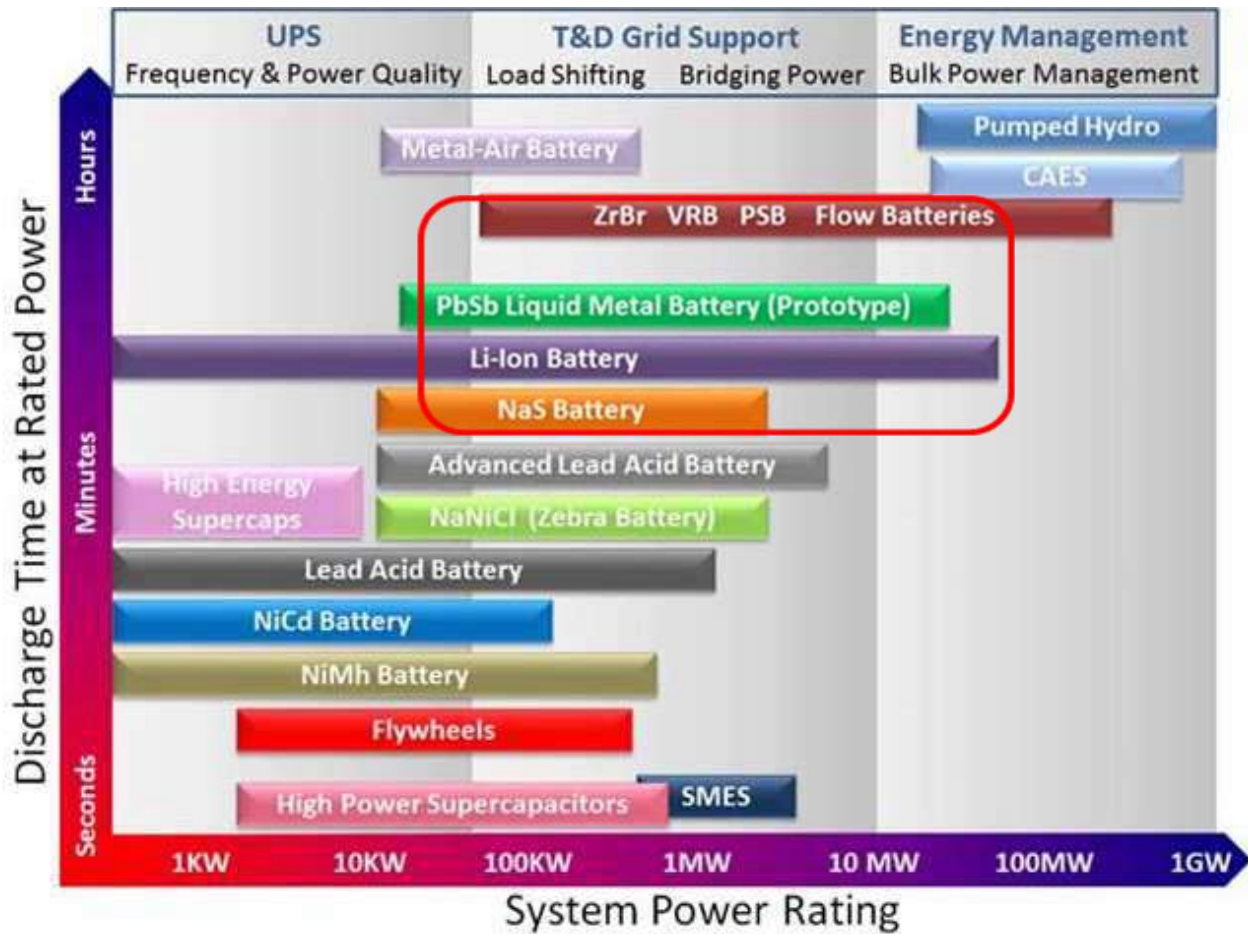 UPS
Frequency & Power Quality
T&D Grid Support
Load Shifting Bridging Power
Energy Management
Bulk Power Management
Discharge Time at Rated Power
Hours
Minutes
Seconds
Pumped Hydro
Metal-Air Battery
CAES
ZrBr VRB PSB Flow Batteries
PbSb Liquid Metal Battery (Prototype)
Li-Ion Battery
NaS Battery
Advanced Lead Acid Battery
High Energy
Supercaps
NaNiCl (Zebra Battery)
Lead Acid Battery
NiCd Battery
NiMh Battery
Flywheels
High Power Supercapacitors
SMES
1KW 10KW 100KW 1MW 10 MW 100MW 1GW
System Power Rating